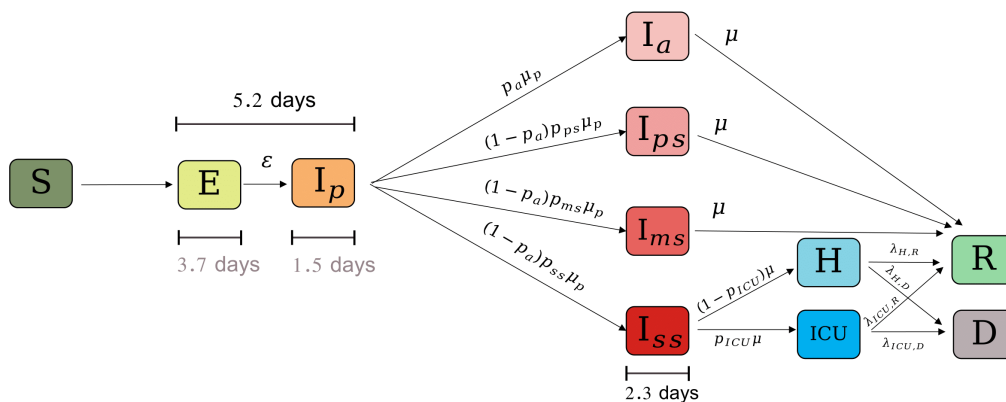 I_a
μ
p_a μ_p
5.2 days
(1-p_a)p_ps μ_p
I_ps
μ
S
E
ε
I_p
(1-p_a)p_ms μ_p
I_ms
μ
3.7 days
1.5 days
(1-p_a)p_ss μ_p
H
λ_H,R
R
(1-p_ICU)μ
λ_H,D
λ_ICU,R
I_ss
p_ICU μ
ICU
λ_ICU,D
D
2.3 days